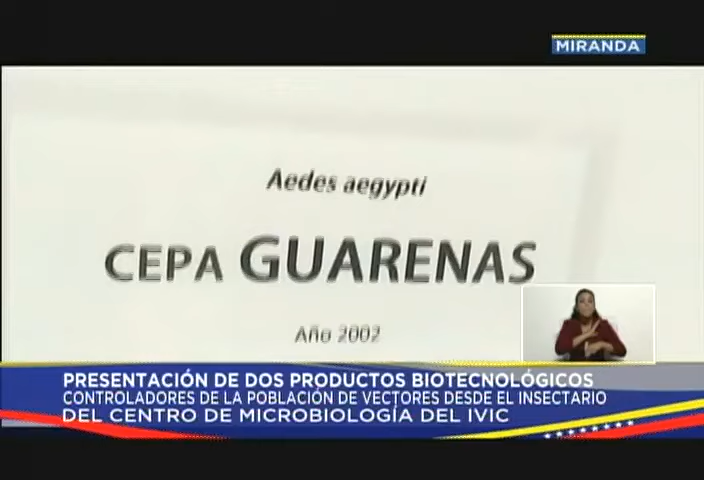 MIRANDA
Aedes aegypti
CEPA GUARENAS
Año 2002
PRESENTACIÓN DE DOS PRODUCTOS BIOTECNOLÓGICOS
CONTROLADORES DE LA POBLACIÓN DE VECTORES DESDE EL INSECTARIO
DEL CENTRO DE MICROBIOLOGÍA DEL IVIC